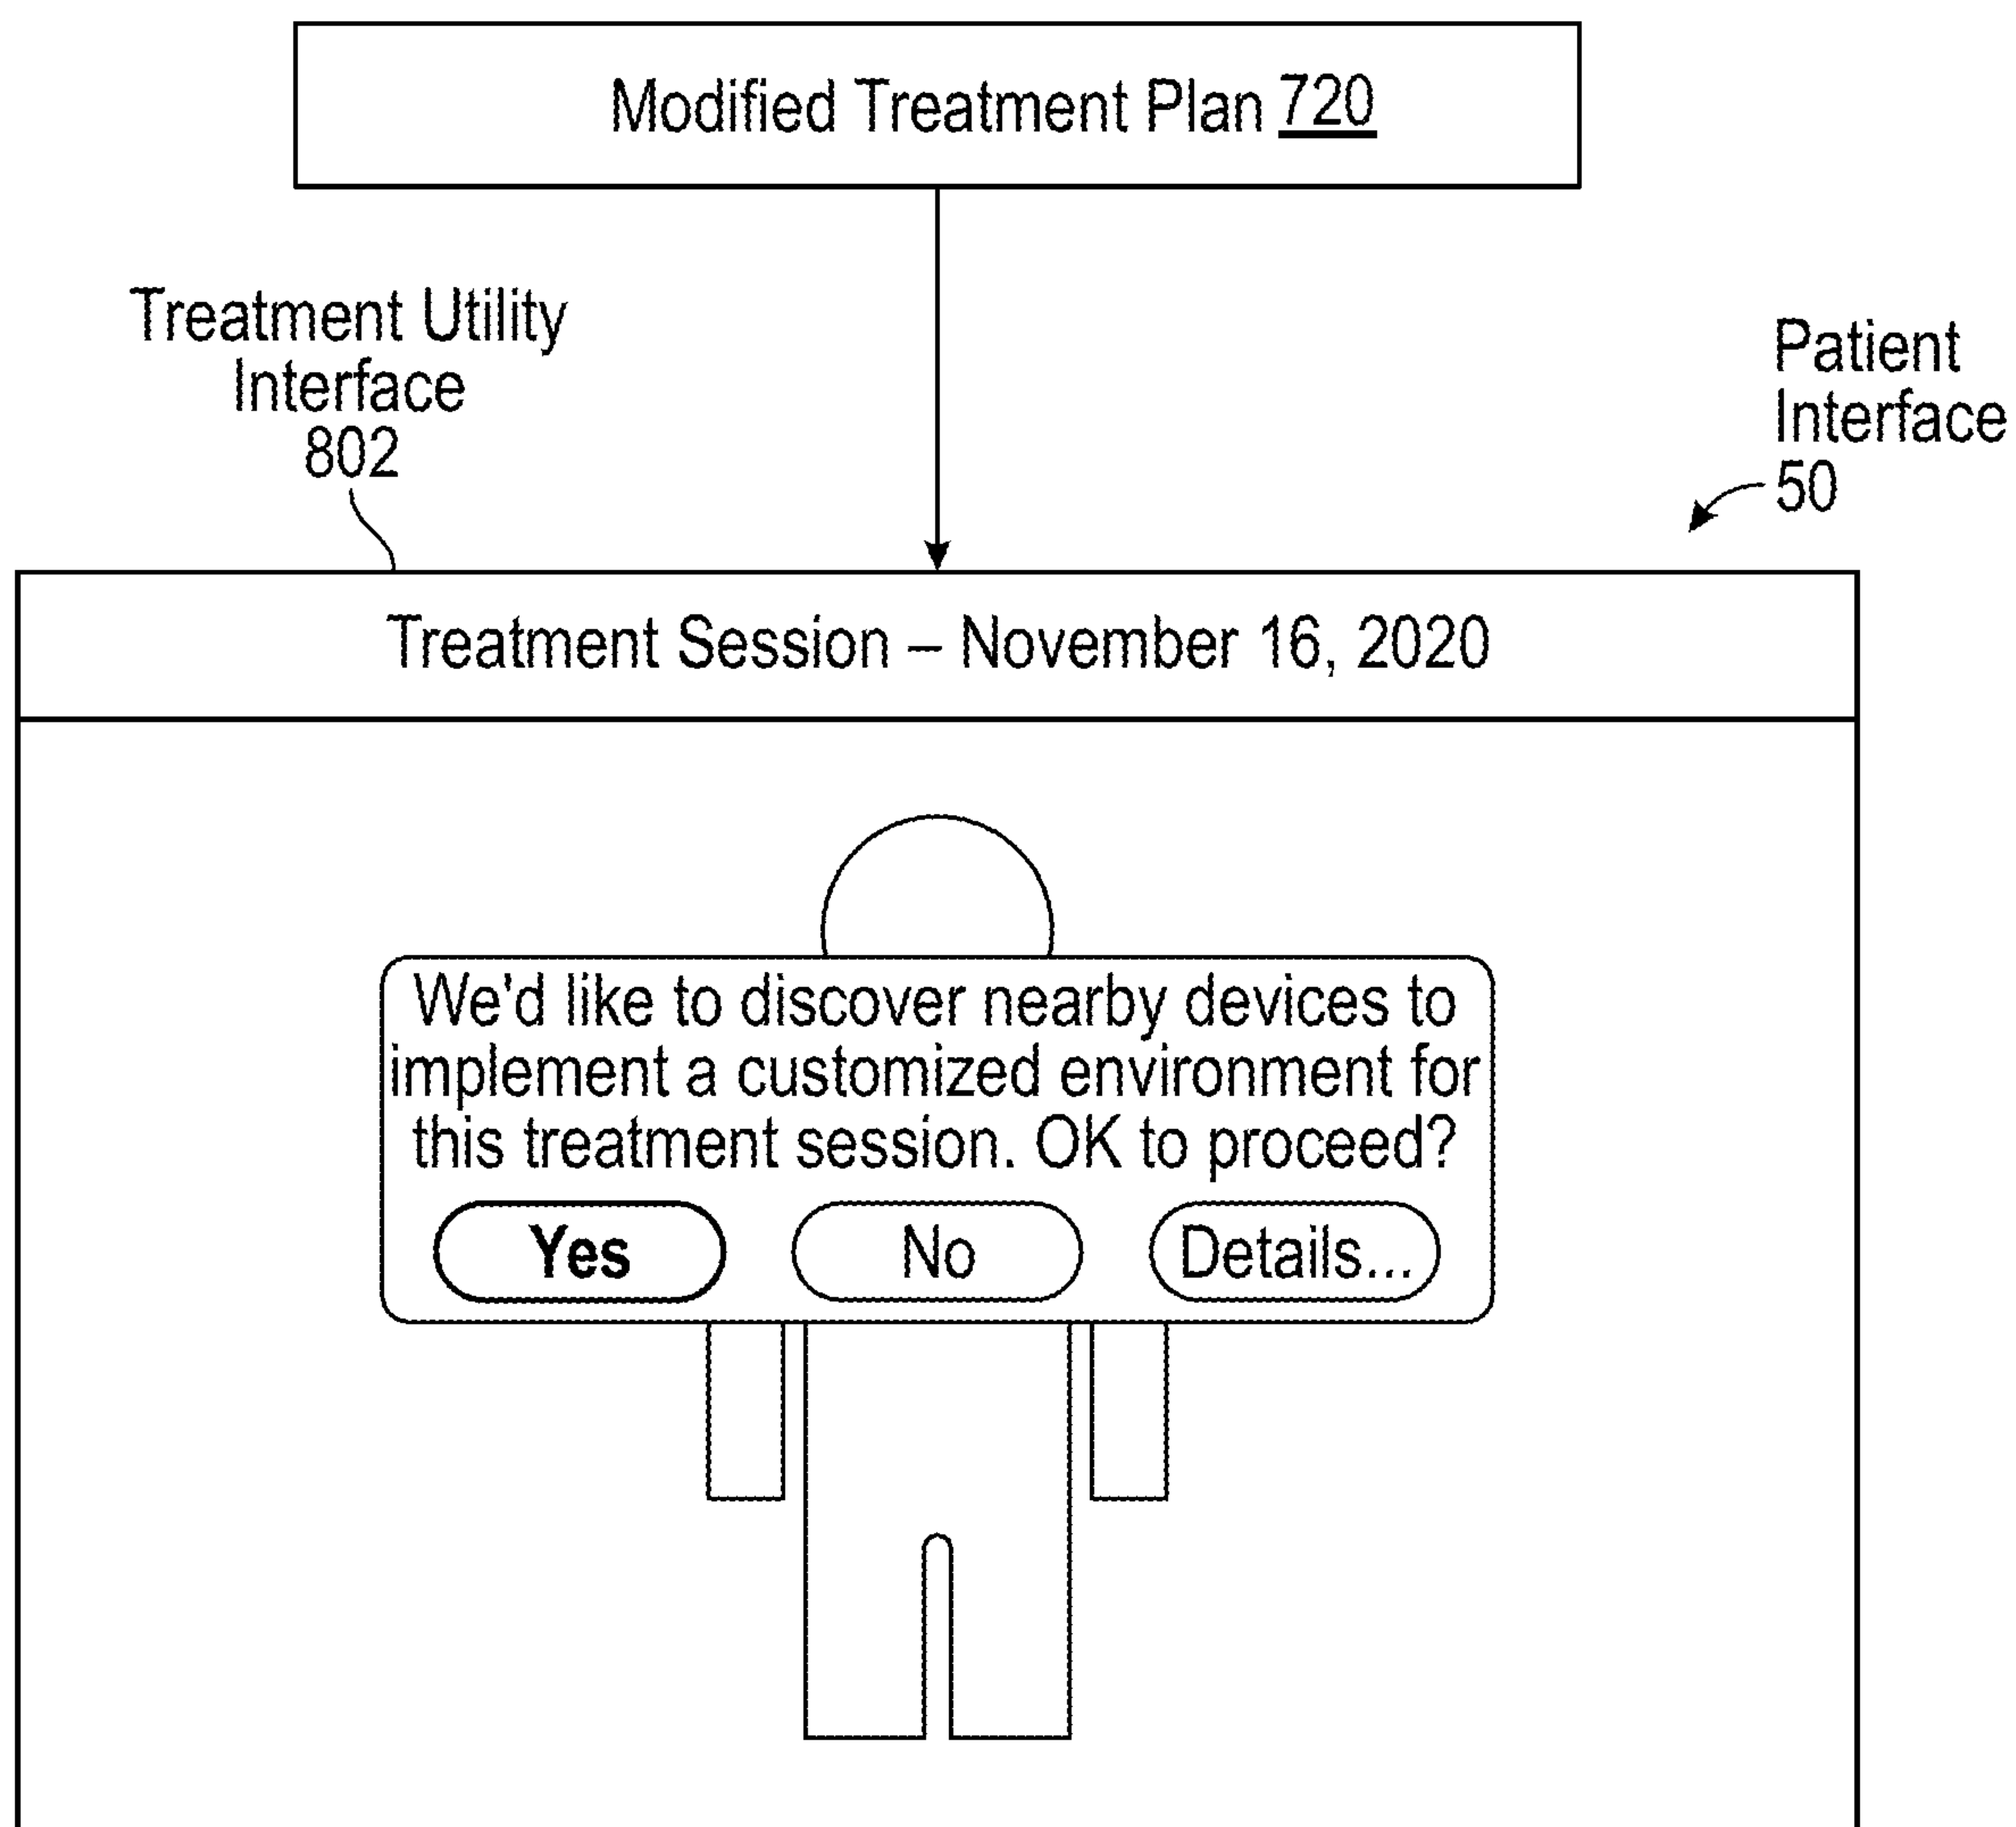 Modified Treatment Plan 720
Treatment Utility
Interface
802
Patient
Interface
50
Treatment Session – November 16, 2020
We'd like to discover nearby devices to
implement a customized environment for
this treatment session. OK to proceed?
Yes
No
Details...